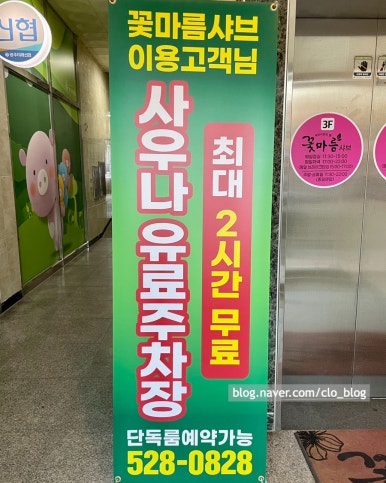 신협
꽃마름샤브
이용고객님
사우나 유료주차장
최대 2시간 무료
단독룸예약가능
528-0828
3F
꽃마름 샤브
blog.naver.com/clo_blog